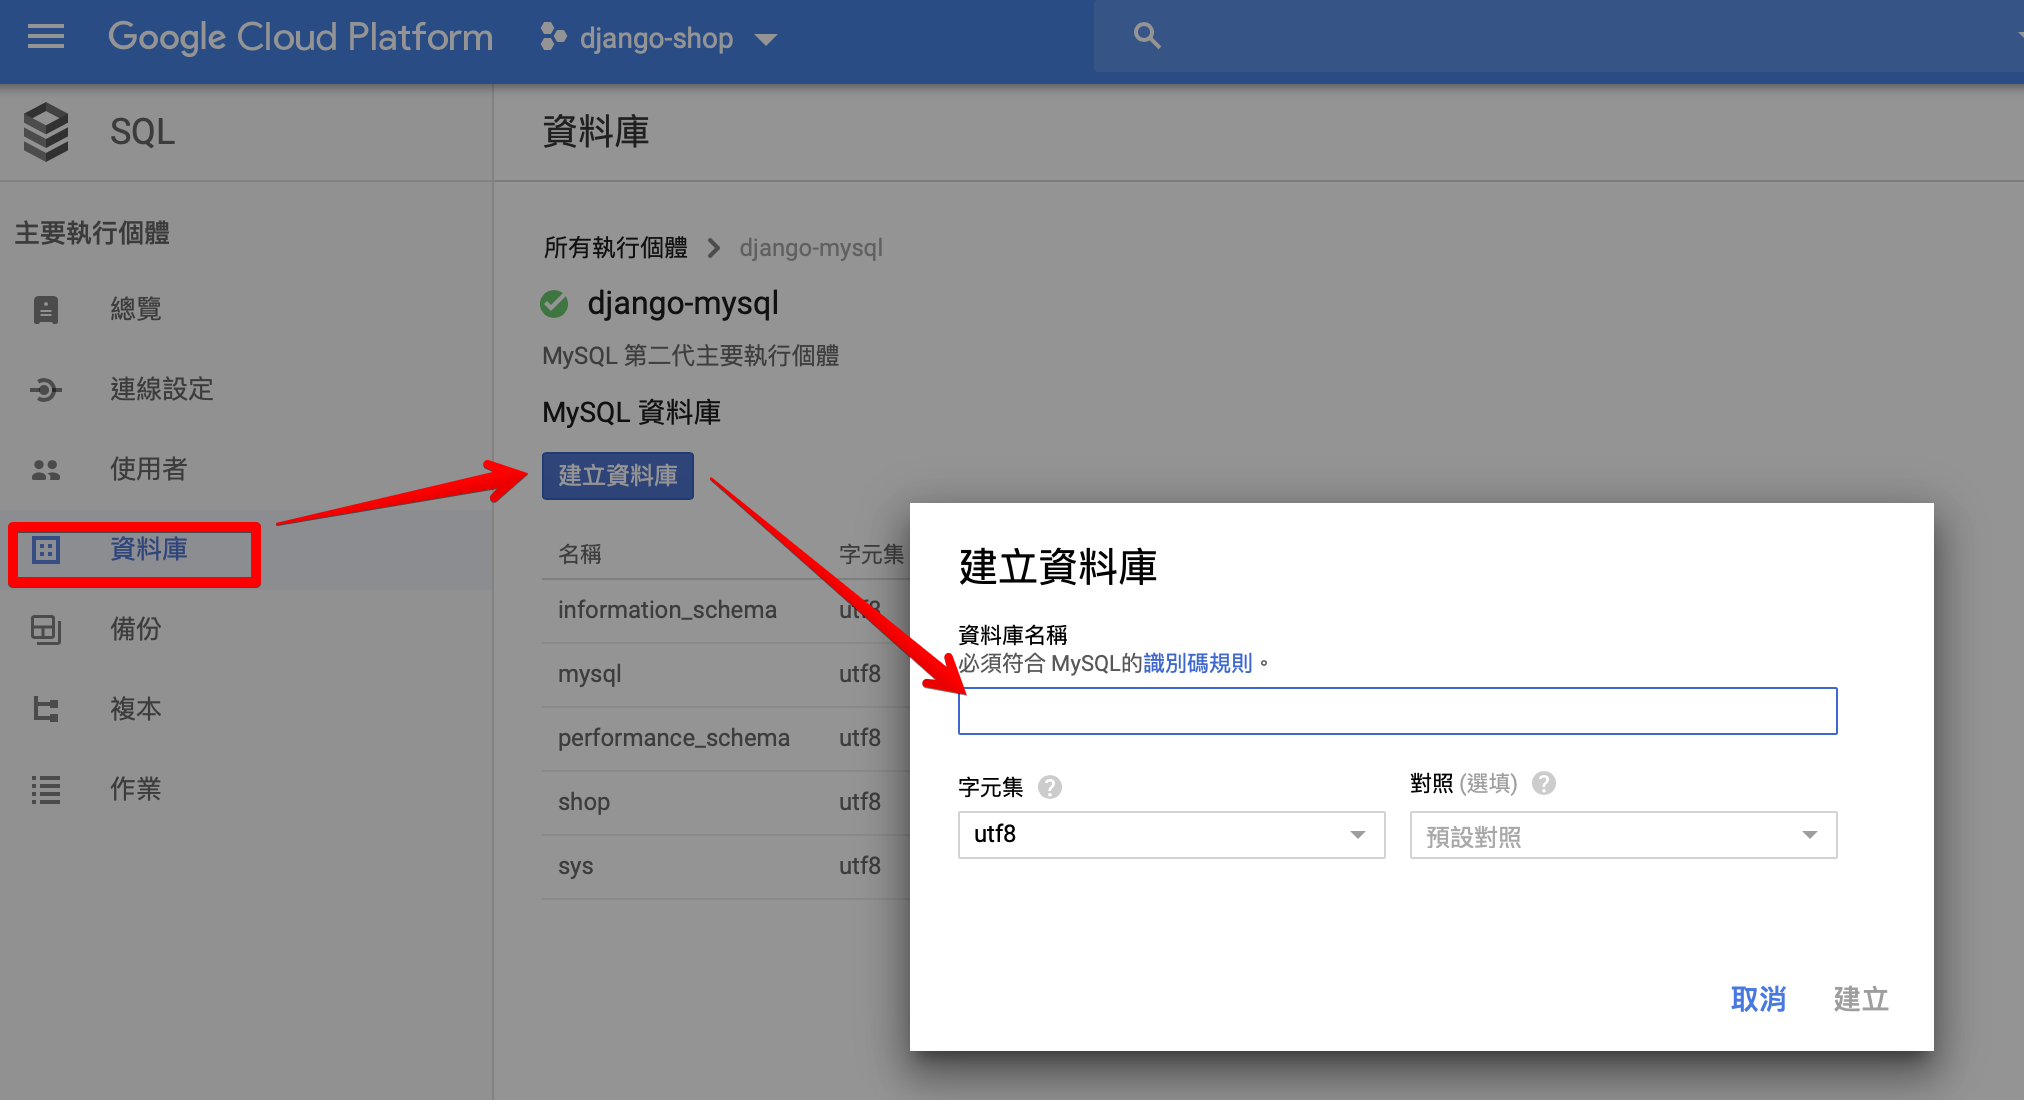 Google Cloud Platform
django-shop
SQL
資料庫
主要執行個體
總覽
連線設定
使用者
資料庫
備份
複本
作業
所有執行個體
django-mysql
django-mysql
MySQL 第二代主要執行個體
MySQL 資料庫
建立資料庫
名稱 字元集
information_schema utf8
mysql utf8
performance_schema utf8
shop utf8
sys utf8
建立資料庫
資料庫名稱
必須符合 MySQL的識別碼規則。
字元集 ?
對照 (選填) ?
utf8
預設對照
取消
建立